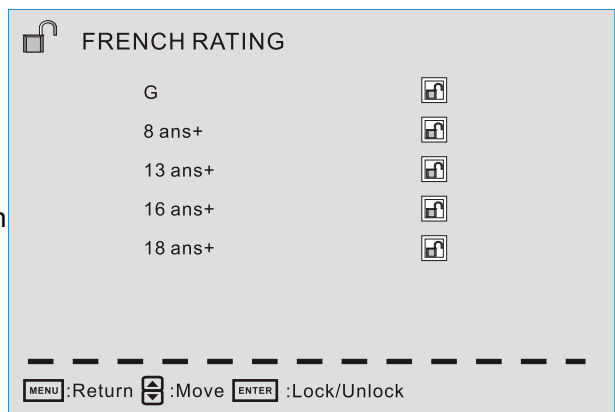 FRENCH RATING
G
8 ans+
13 ans+
16 ans+
18 ans+
n
MENU :Return :Move ENTER :Lock/Unlock